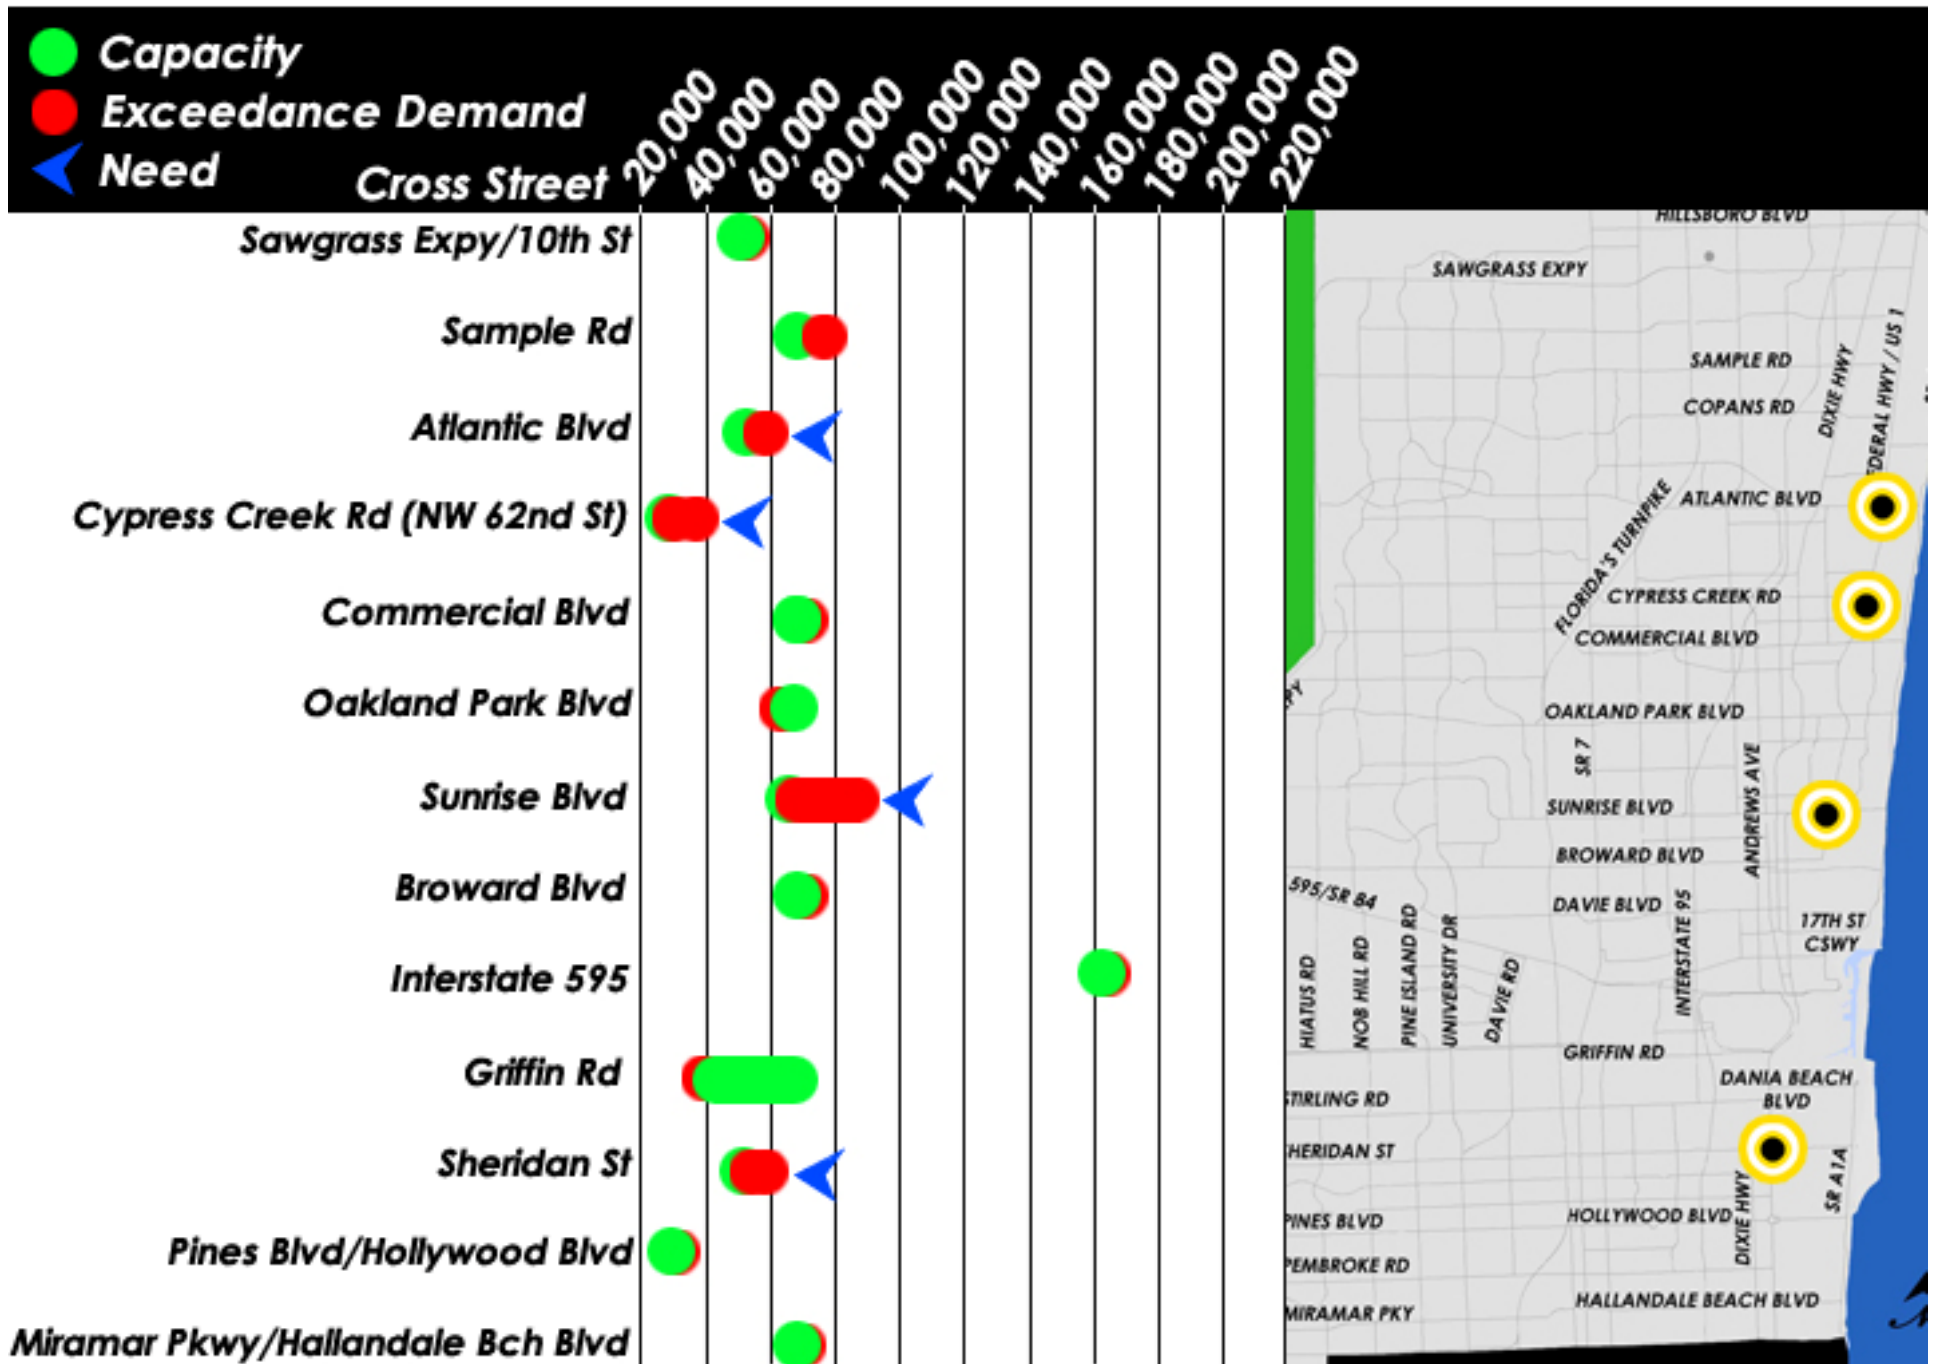 Capacity
Exceedance Demand
Need
Cross Street
20,000
40,000
60,000
80,000
100,000
120,000
140,000
160,000
180,000
200,000
220,000
Sawgrass Expy/10th St
Sample Rd
Atlantic Blvd
Cypress Creek Rd (NW 62nd St)
Commercial Blvd
Oakland Park Blvd
Sunrise Blvd
Broward Blvd
Interstate 595
Griffin Rd
Sheridan St
Pines Blvd/Hollywood Blvd
Miramar Pkwy/Hallandale Bch Blvd
HILLSBORO BLVD
SAWGRASS EXPY
SAMPLE RD
COPANS RD
DIXIE HWY
DERAL HWY / US 1
ATLANTIC BLVD
FLORIDA'S TURNPIKE
CYPRESS CREEK RD
COMMERCIAL BLVD
PY
OAKLAND PARK BLVD
SR 7
ANDREWS AVE
SUNRISE BLVD
BROWARD BLVD
595/SR 84
DAVIE BLVD
INTERSTATE 95
17TH ST
CSWY
HIATUS RD
NOB HILL RD
PINE ISLAND RD
UNIVERSITY DR
DAVIE RD
GRIFFIN RD
DANIA BEACH
BLVD
STIRLING RD
HERIDAN ST
SR A1A
DIXIE HWY
PINES BLVD
HOLLYWOOD BLVD
PEMBROKE RD
HALLANDALE BEACH BLVD
MIRAMAR PKY